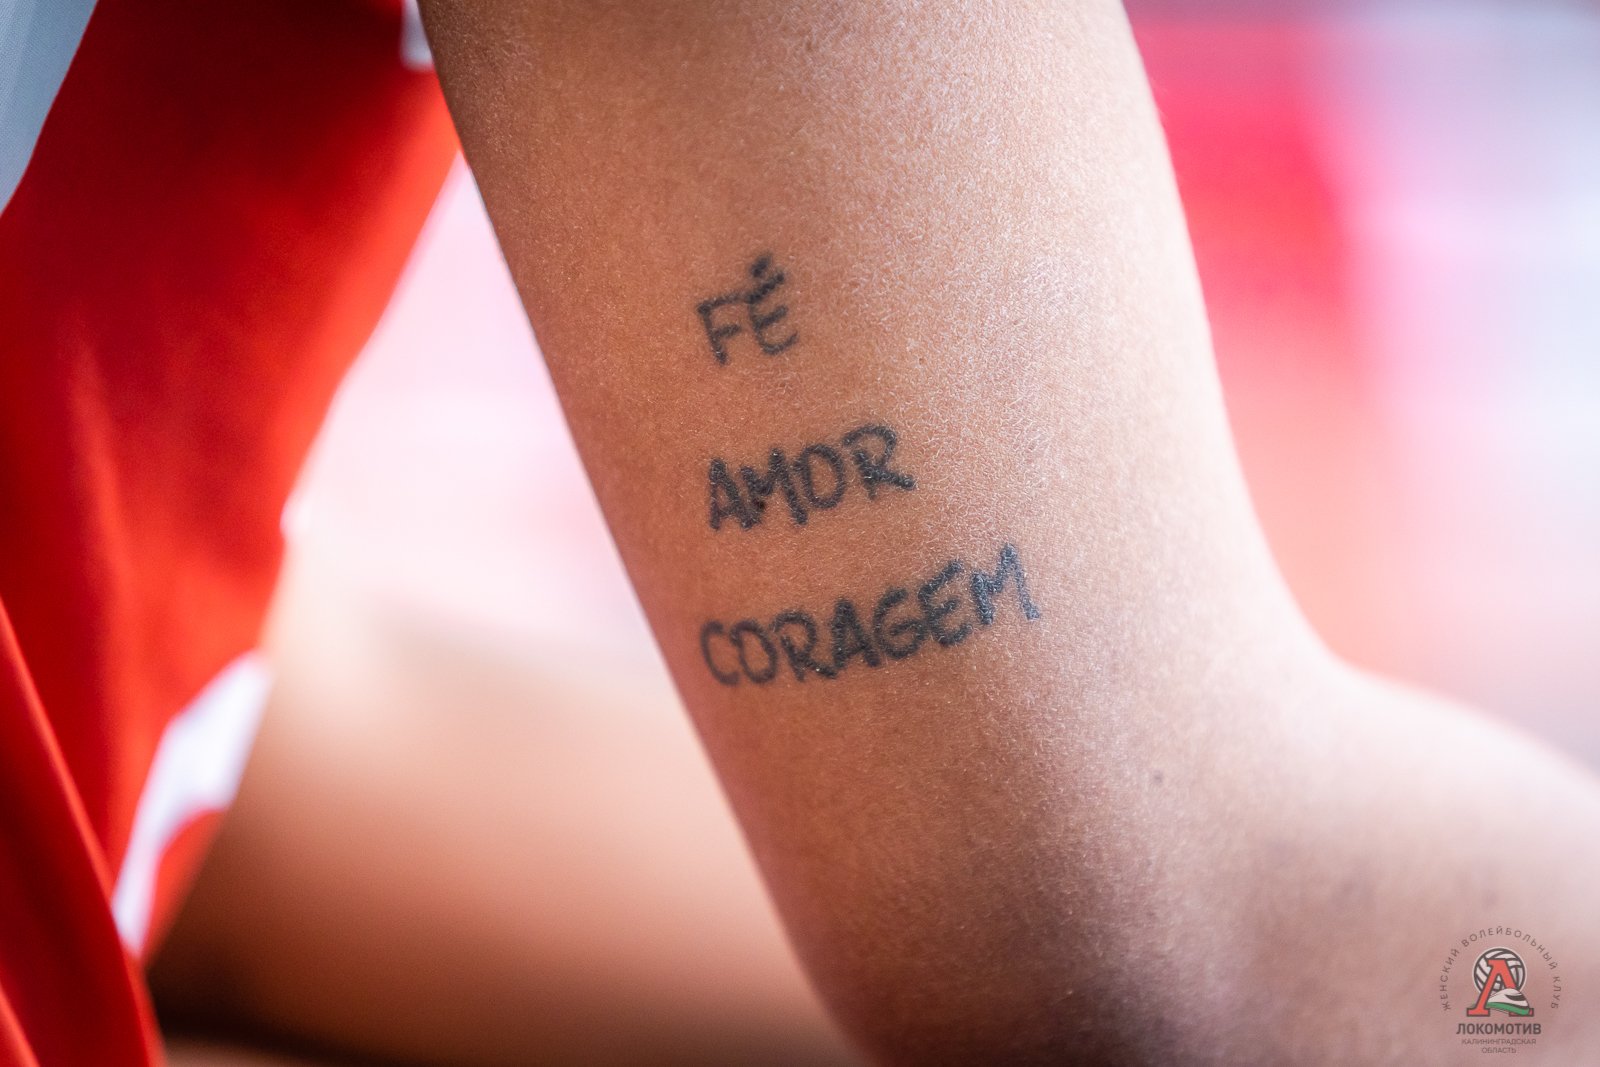 FÉ
AMOR
CORAGEM
ЖЕНСКИЙ ВОЛЕЙБОЛЬНЫЙ КЛУБ
ЛОКОМОТИВ
КАЛИНИНГРАДСКАЯ
ОБЛАСТЬ